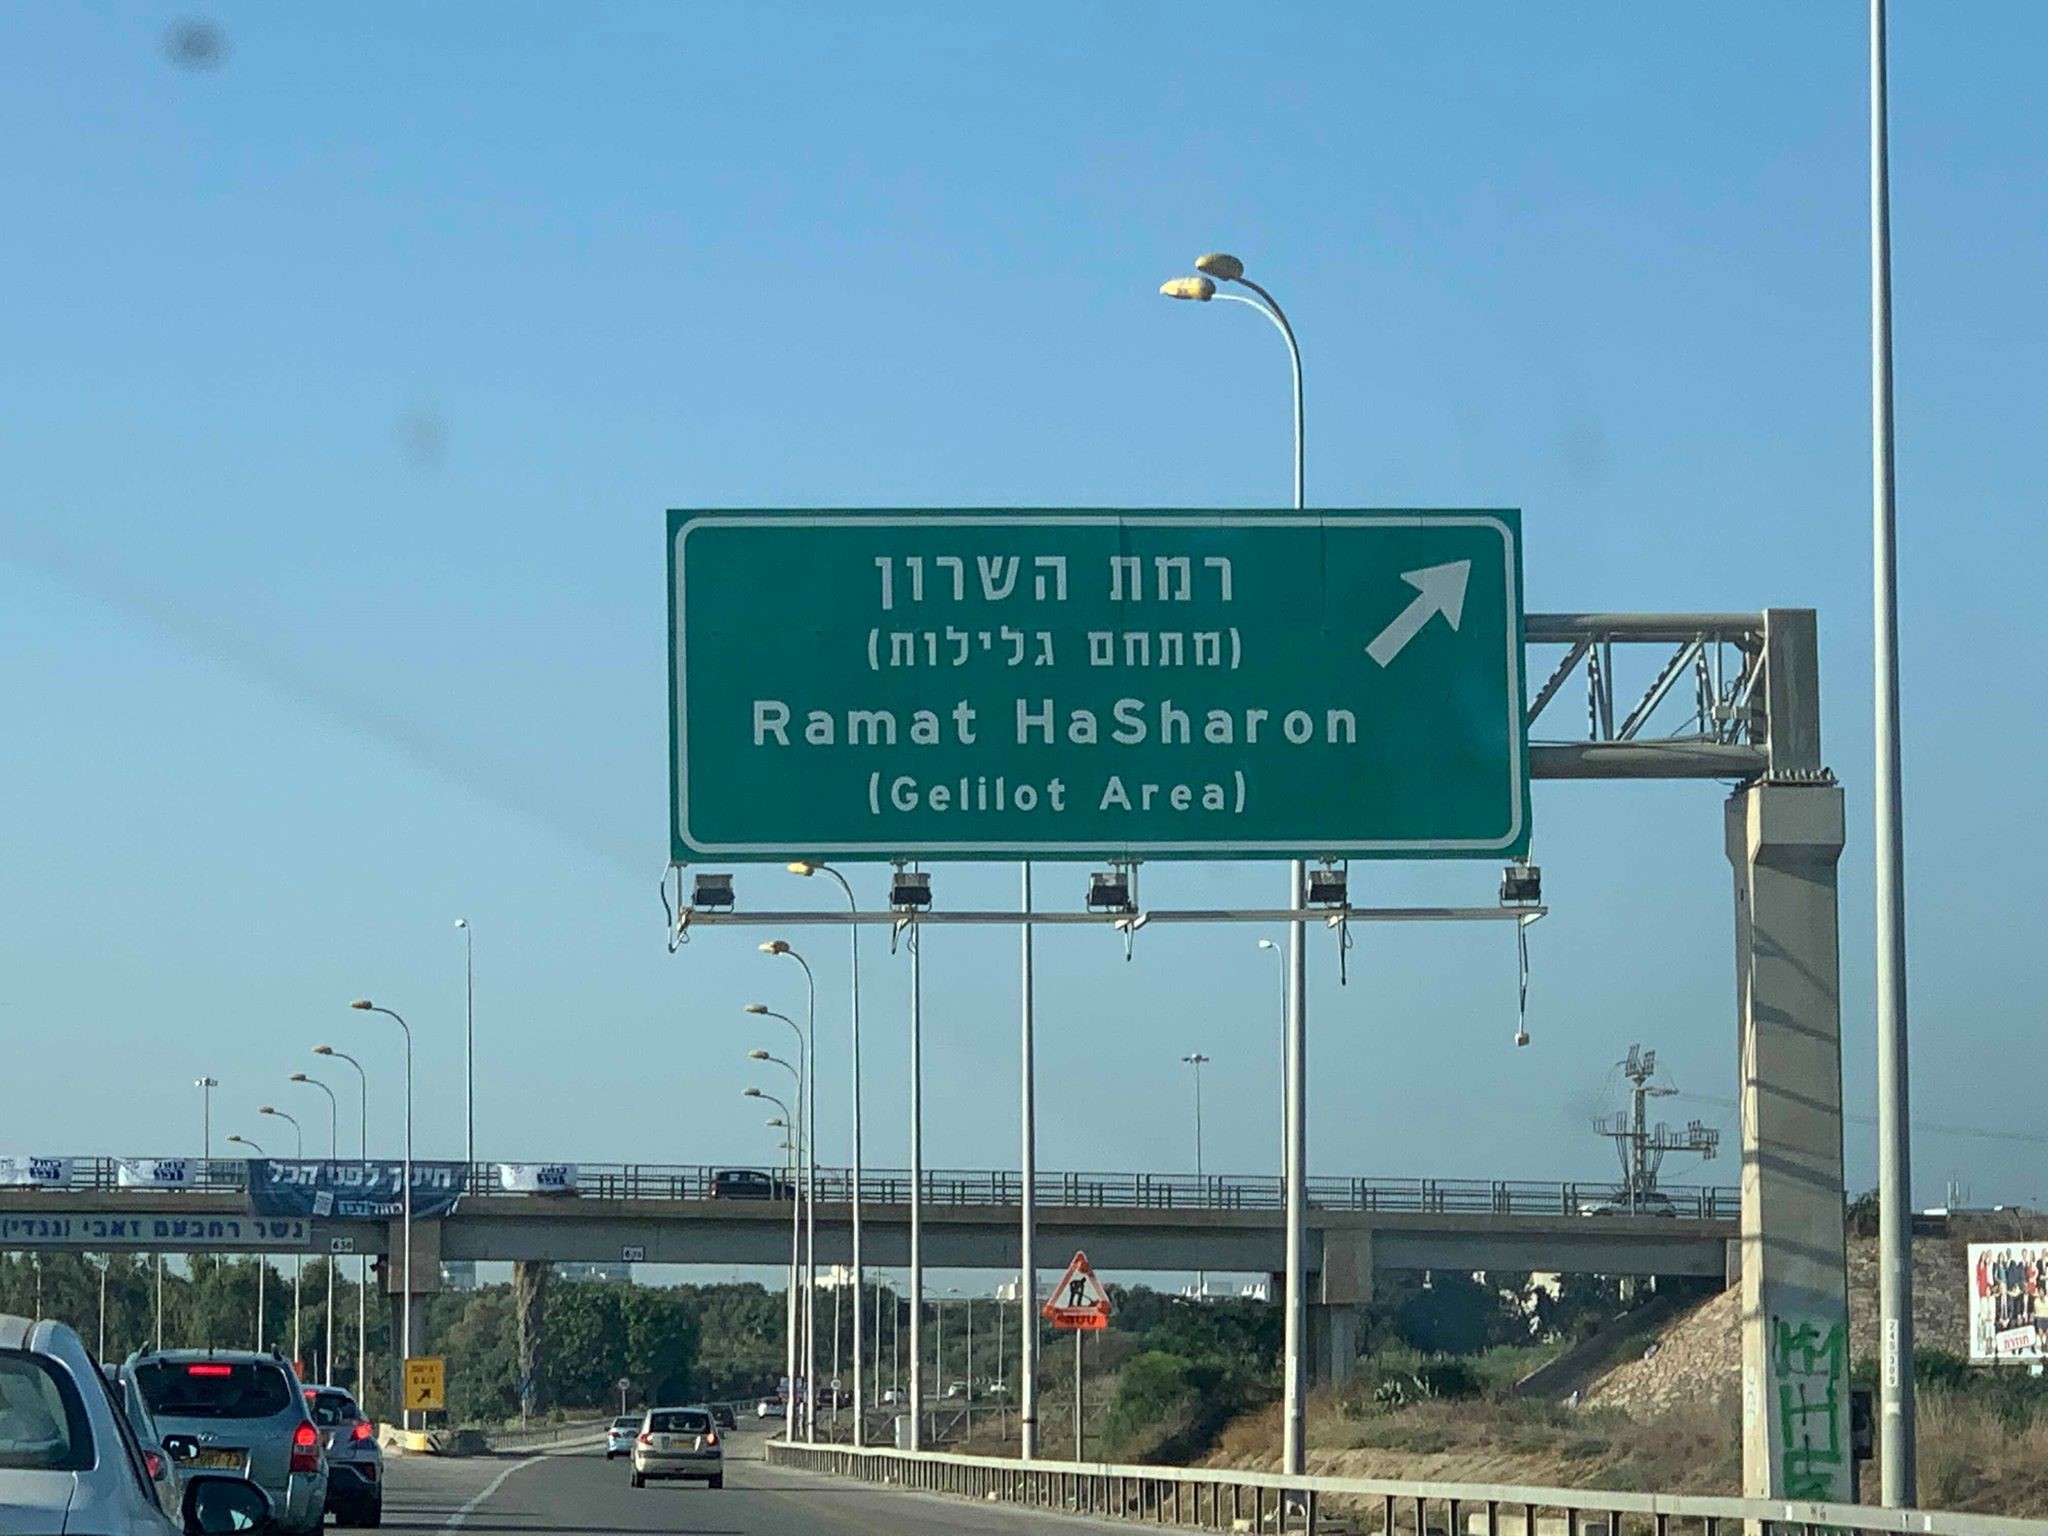 רמת השרון
(מתחם גלילות)
Ramat HaSharon
(Gelilot Area)
חינוך לפני הכל
גשר רחבעם זאבי (גנדי)